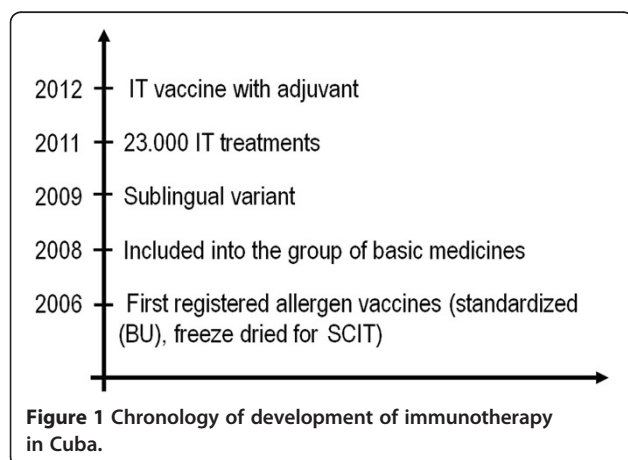 2012 IT vaccine with adjuvant
2011 23.000 IT treatments
2009 Sublingual variant
2008 Included into the group of basic medicines
2006 First registered allergen vaccines (standardized
(BU), freeze dried for SCIT)
Figure 1 Chronology of development of immunotherapy
in Cuba.